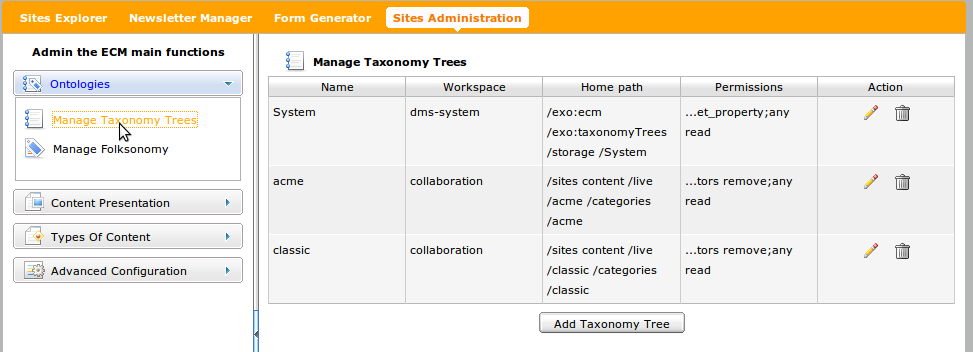 Sites Explorer Newsletter Manager Form Generator Sites Administration
Admin the ECM main functions
Ontologies
Manage Taxonomy Trees
Manage Folksonomy
Content Presentation
Types Of Content
Advanced Configuration
Manage Taxonomy Trees
Name Workspace Home path Permissions Action
System dms-system /exo:ecm ...et_property;any
/exo:taxonomyTrees read
/storage /System
acme collaboration /sites content /live ...tors remove;any
/acme /categories read
/acme
classic collaboration /sites content /live ...tors remove;any
/classic /categories read
/classic
Add Taxonomy Tree